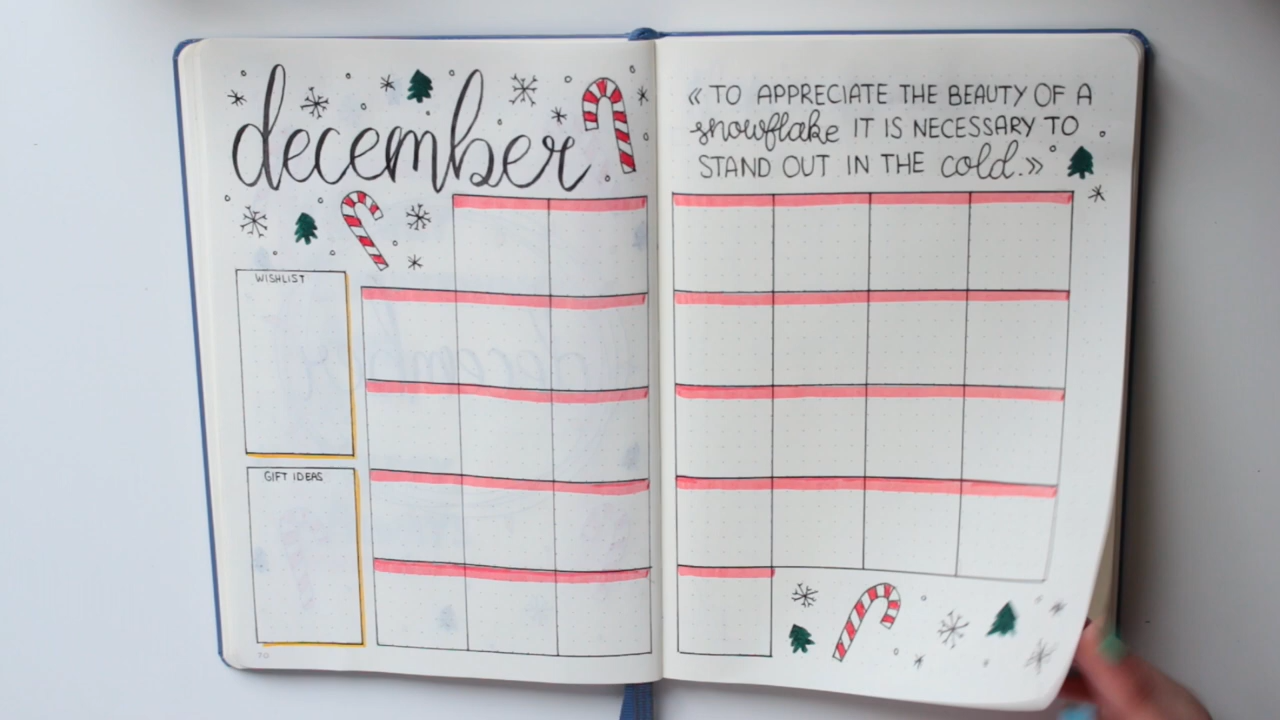 december
« TO APPRECIATE THE BEAUTY OF A
snowflake IT IS NECESSARY TO
STAND OUT IN THE cold.»
WISHLIST
GIFT IDEAS